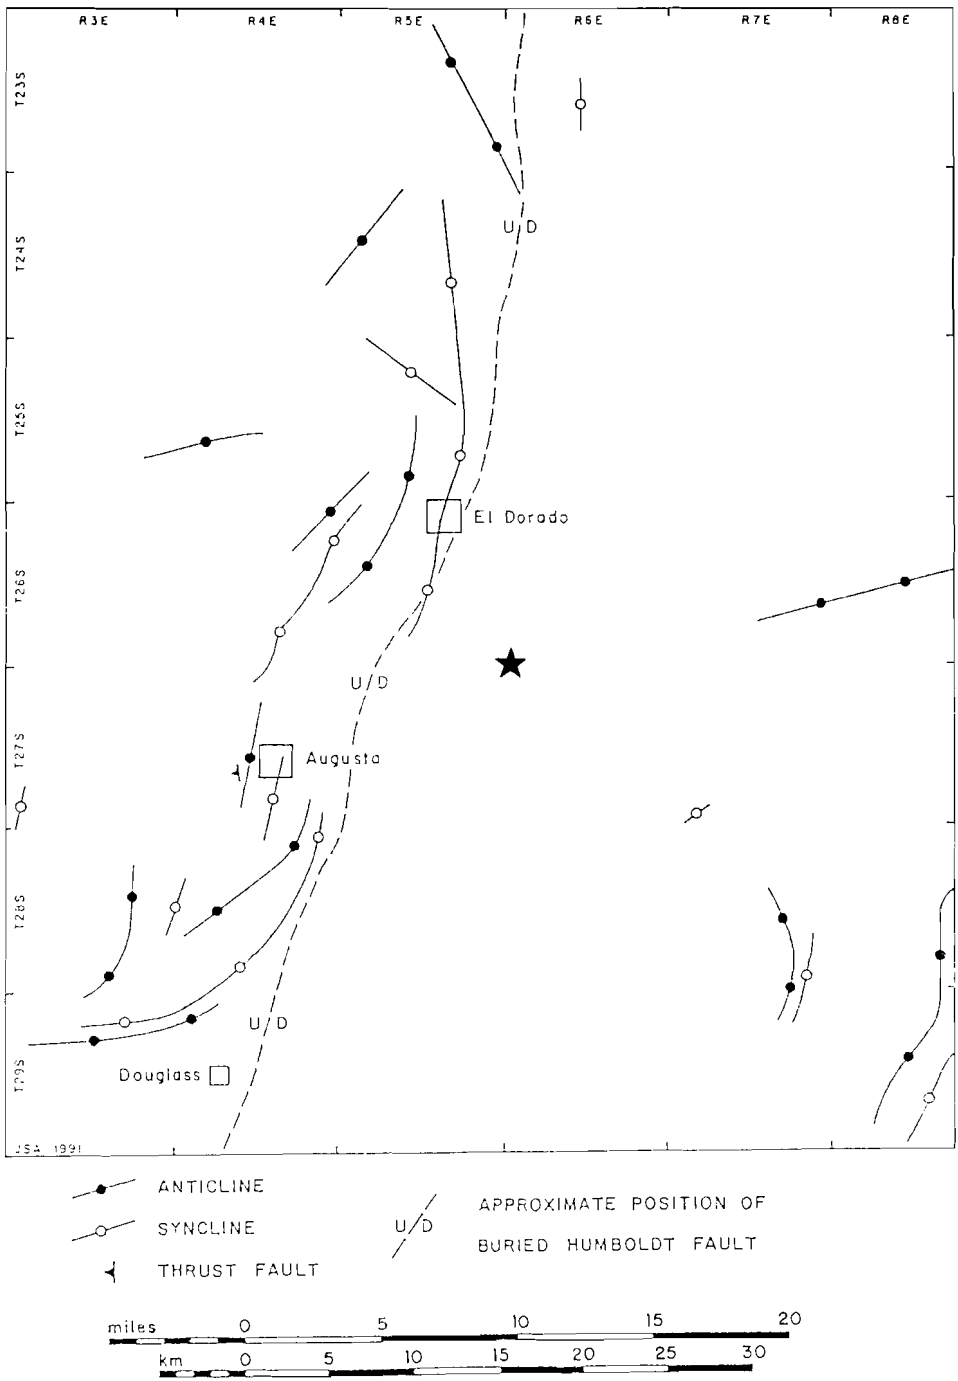 R3E R4E R5E R6E R7E R8E
T23S
U/D
T24S
T25S
El Dorado
T26S
U/D
T27S
Augusta
T28S
U/D
T29S
Douglass
JSA 1991
ANTICLINE
SYNCLINE
THRUST FAULT
U/D
APPROXIMATE POSITION OF
BURIED HUMBOLDT FAULT
miles 0 5 10 15 20
km 0 5 10 15 20 25 30